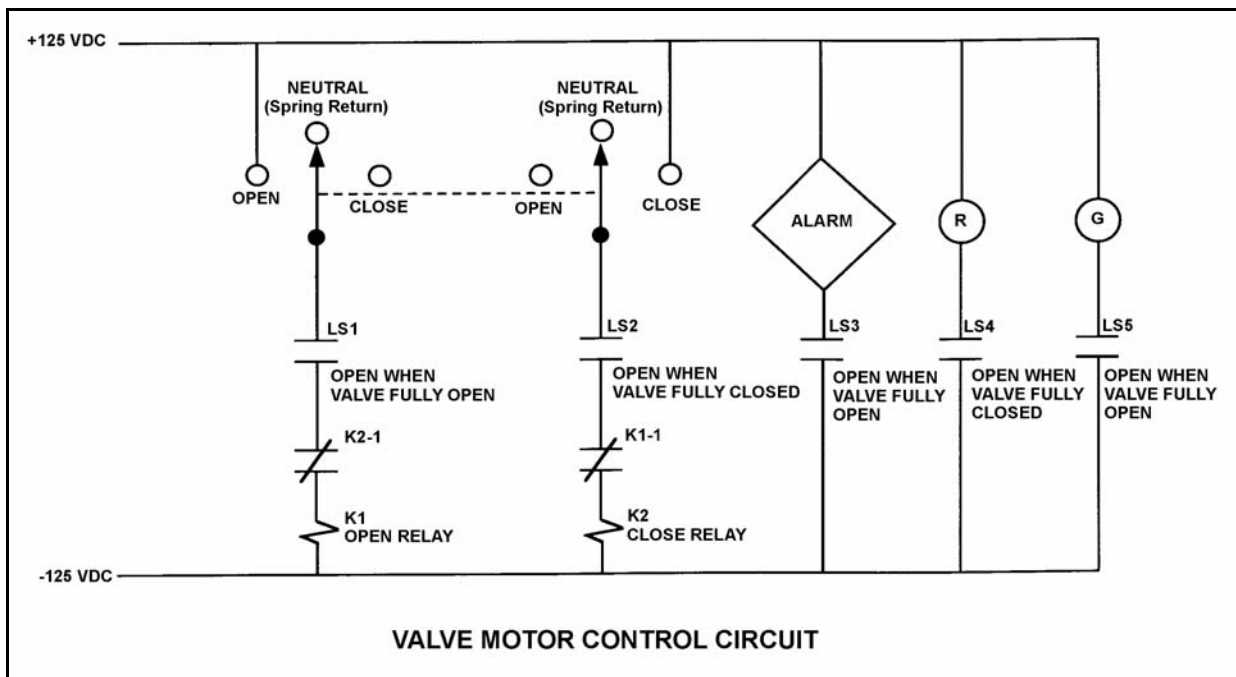 +125 VDC
NEUTRAL
(Spring Return)
NEUTRAL
(Spring Return)
OPEN
CLOSE
OPEN
CLOSE
ALARM
R
G
LS1
OPEN WHEN
VALVE FULLY OPEN
LS2
OPEN WHEN
VALVE FULLY CLOSED
LS3
OPEN WHEN
VALVE FULLY
OPEN
LS4
OPEN WHEN
VALVE FULLY
CLOSED
LS5
OPEN WHEN
VALVE FULLY
OPEN
K2-1
K1-1
K1
OPEN RELAY
K2
CLOSE RELAY
-125 VDC
VALVE MOTOR CONTROL CIRCUIT